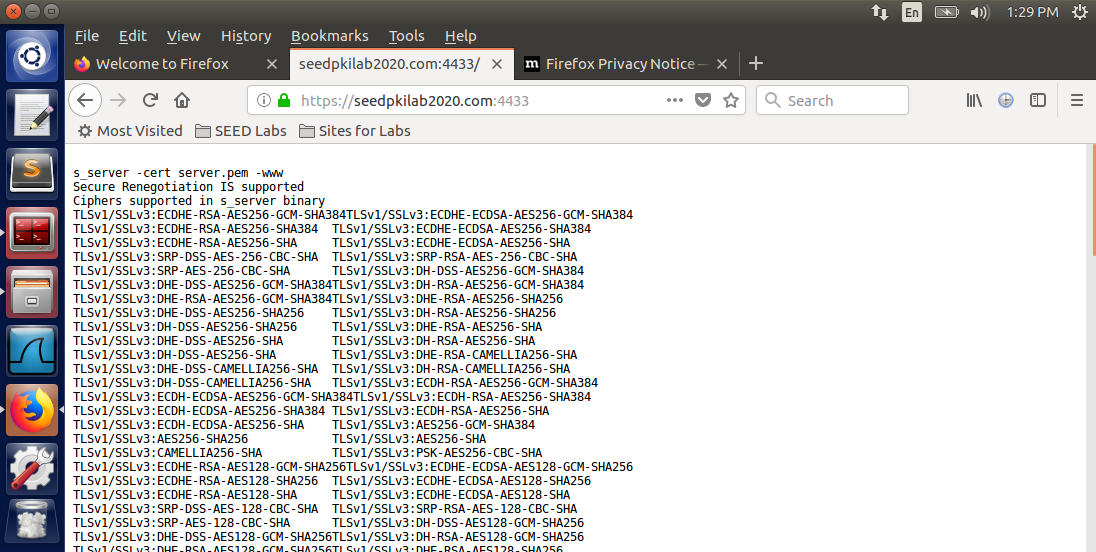 En 1:29 PM
File Edit View History Bookmarks Tools Help
Welcome to Firefox seedpkilab2020.com:4433/ m Firefox Privacy Notice —
https://seedpkilab2020.com:4433 Search
Most Visited SEED Labs Sites for Labs
s_server -cert server.pem -www
Secure Renegotiation IS supported
Ciphers supported in s_server binary
TLSv1/SSLv3:ECDHE-RSA-AES256-GCM-SHA384TLSv1/SSLv3:ECDHE-ECDSA-AES256-GCM-SHA384
TLSv1/SSLv3:ECDHE-RSA-AES256-SHA384 TLSv1/SSLv3:ECDHE-ECDSA-AES256-SHA384
TLSv1/SSLv3:ECDHE-RSA-AES256-SHA TLSv1/SSLv3:ECDHE-ECDSA-AES256-SHA
TLSv1/SSLv3:SRP-DSS-AES-256-CBC-SHA TLSv1/SSLv3:SRP-RSA-AES-256-CBC-SHA
TLSv1/SSLv3:SRP-AES-256-CBC-SHA TLSv1/SSLv3:DH-DSS-AES256-GCM-SHA384
TLSv1/SSLv3:DHE-DSS-AES256-GCM-SHA384TLSv1/SSLv3:DH-RSA-AES256-GCM-SHA384
TLSv1/SSLv3:DHE-RSA-AES256-GCM-SHA384TLSv1/SSLv3:DHE-RSA-AES256-SHA256
TLSv1/SSLv3:DHE-DSS-AES256-SHA256 TLSv1/SSLv3:DH-RSA-AES256-SHA256
TLSv1/SSLv3:DH-DSS-AES256-SHA256 TLSv1/SSLv3:DHE-RSA-AES256-SHA
TLSv1/SSLv3:DHE-DSS-AES256-SHA TLSv1/SSLv3:DH-RSA-AES256-SHA
TLSv1/SSLv3:DH-DSS-AES256-SHA TLSv1/SSLv3:DHE-RSA-CAMELLIA256-SHA
TLSv1/SSLv3:DHE-DSS-CAMELLIA256-SHA TLSv1/SSLv3:DH-RSA-CAMELLIA256-SHA
TLSv1/SSLv3:DH-DSS-CAMELLIA256-SHA TLSv1/SSLv3:ECDH-RSA-AES256-GCM-SHA384
TLSv1/SSLv3:ECDH-ECDSA-AES256-GCM-SHA384TLSv1/SSLv3:ECDH-RSA-AES256-SHA384
TLSv1/SSLv3:ECDH-ECDSA-AES256-SHA384 TLSv1/SSLv3:ECDH-RSA-AES256-SHA
TLSv1/SSLv3:ECDH-ECDSA-AES256-SHA TLSv1/SSLv3:AES256-GCM-SHA384
TLSv1/SSLv3:AES256-SHA256 TLSv1/SSLv3:AES256-SHA
TLSv1/SSLv3:CAMELLIA256-SHA TLSv1/SSLv3:PSK-AES256-CBC-SHA
TLSv1/SSLv3:ECDHE-RSA-AES128-GCM-SHA256TLSv1/SSLv3:ECDHE-ECDSA-AES128-GCM-SHA256
TLSv1/SSLv3:ECDHE-RSA-AES128-SHA256 TLSv1/SSLv3:ECDHE-ECDSA-AES128-SHA256
TLSv1/SSLv3:ECDHE-RSA-AES128-SHA TLSv1/SSLv3:ECDHE-ECDSA-AES128-SHA
TLSv1/SSLv3:SRP-DSS-AES-128-CBC-SHA TLSv1/SSLv3:SRP-RSA-AES-128-CBC-SHA
TLSv1/SSLv3:SRP-AES-128-CBC-SHA TLSv1/SSLv3:DH-DSS-AES128-GCM-SHA256
TLSv1/SSLv3:DHE-DSS-AES128-GCM-SHA256TLSv1/SSLv3:DH-RSA-AES128-GCM-SHA256
TLSv1/SSLv3:DHE-RSA-AES128-GCM-SHA256TLSv1/SSLv3:DHE-RSA-AES128-SHA256